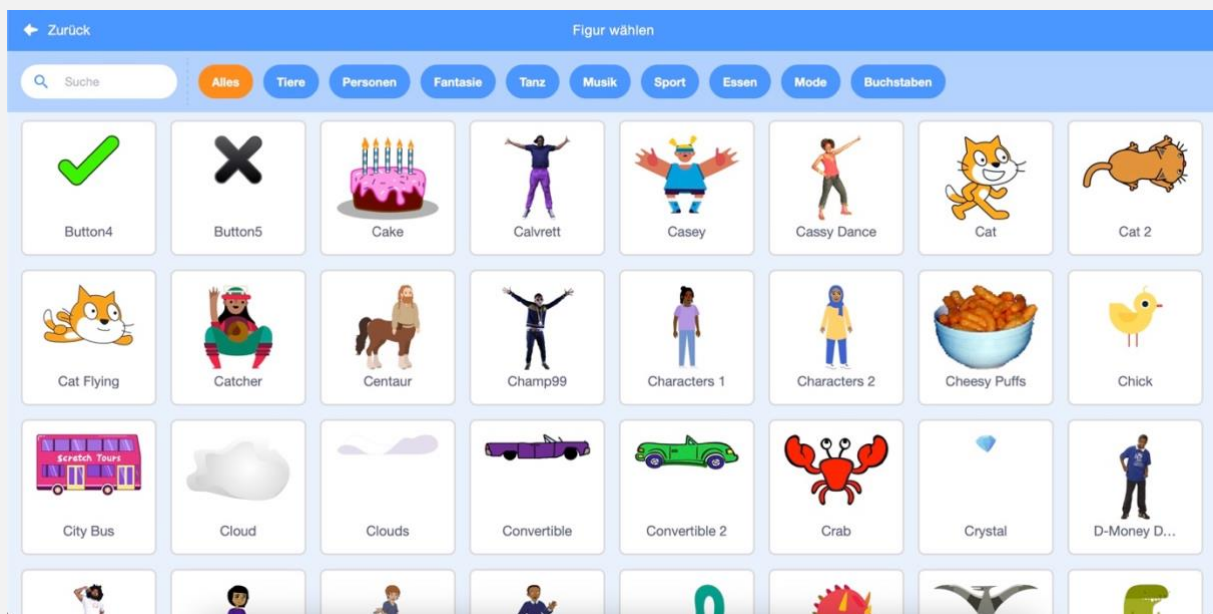 Zurück
Figur wählen
Suche
Alles Tiere Personen Fantasie Tanz Musik Sport Essen Mode Buchstaben
Button4 Button5 Cake Calvrett Casey Cassy Dance Cat Cat 2
Cat Flying Catcher Centaur Champ99 Characters 1 Characters 2 Cheesy Puffs Chick
Scratch Tours
City Bus Cloud Clouds Convertible Convertible 2 Crab Crystal D-Money D...